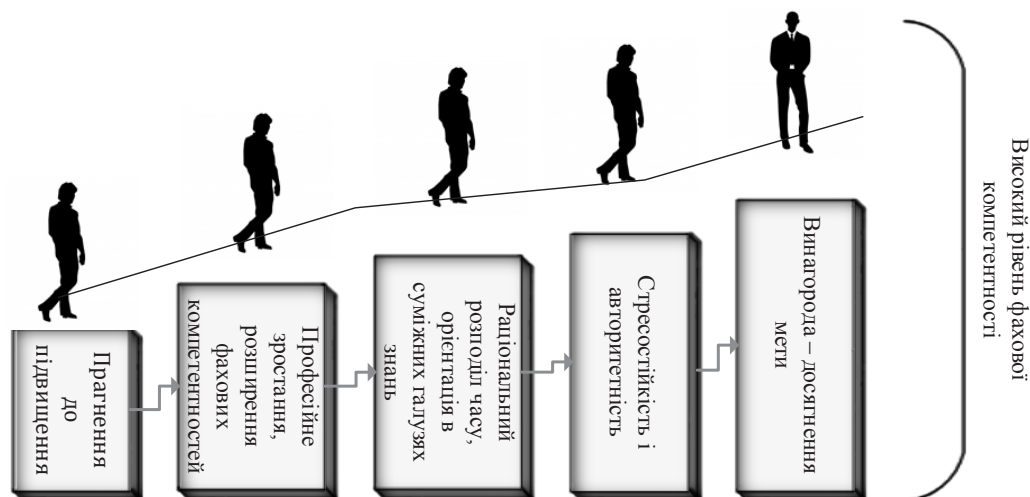 Прагнення
до
підвищення
Професійне
зростання,
розширення
фахових
компетентностей
Раціональний
розподіл часу,
орієнтація в
суміжних галузях
знань
Стресостійкість і
авторитетність
Винагорода – досягнення
мети
Високий рівень фахової
компетентності